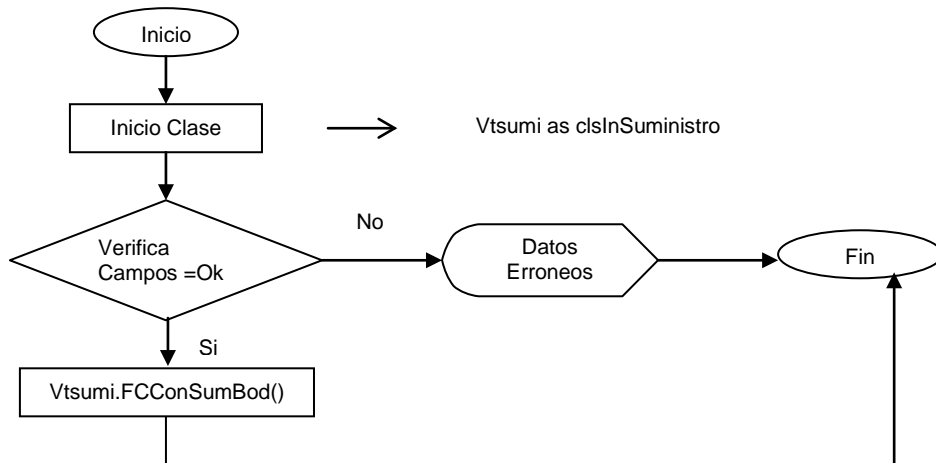 Inicio
Inicio Clase
Vtsumi as clsInSuministro
No
Verifica
Campos =Ok
Datos
Erroneos
Fin
Si
Vtsumi.FCConSumBod()